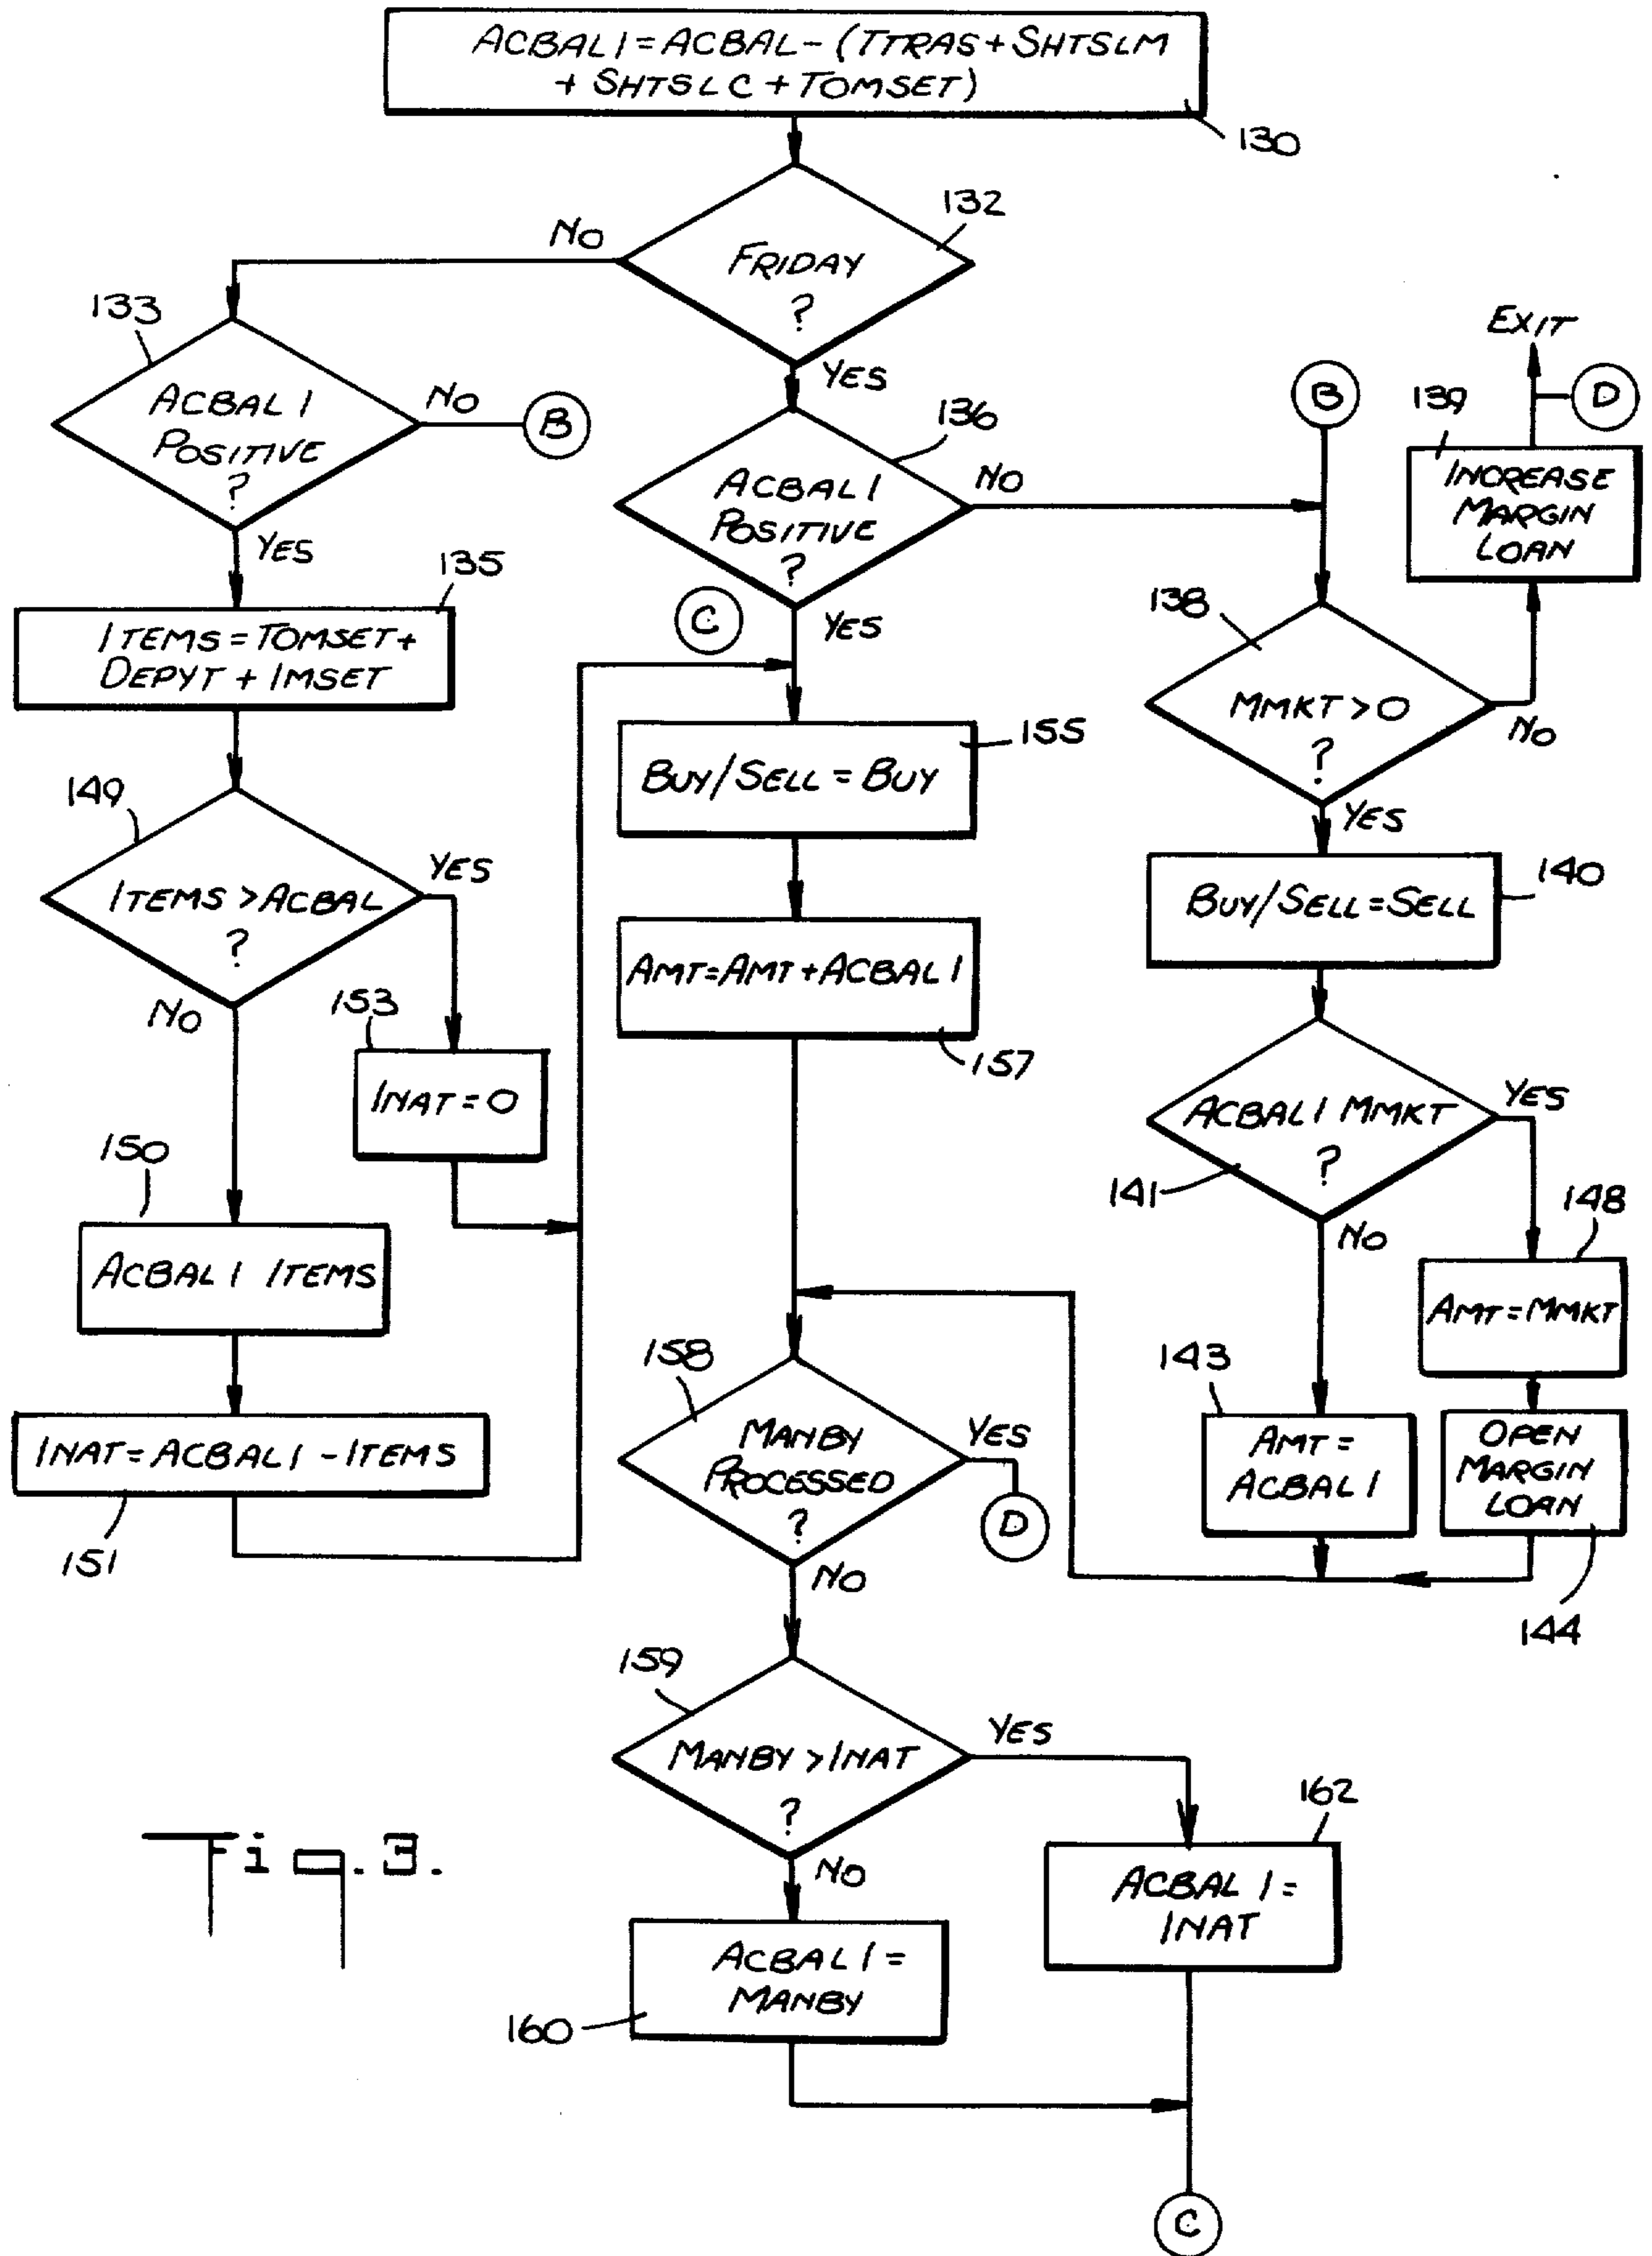 ACBAL1=ACBAL-(TTRAS+SHTSLM
+SHTSLC+TOMSET)
130
132
NO
FRIDAY
?
YES
133
ACBAL1
POSITIVE
?
NO
B
YES
136
ACBAL1
POSITIVE
?
NO
YES
B
EXIT
D
139
INCREASE
MARGIN
LOAN
135
ITEMS=TOMSET+
DEPYT+IMSET
C
138
MMKT>0
?
NO
YES
155
BUY/SELL=BUY
149
ITEMS>ACBAL
?
YES
NO
140
BUY/SELL=SELL
AMT=AMT+ACBAL1
157
153
INAT=0
ACBAL1 MMKT
?
141
YES
NO
150
ACBAL1 ITEMS
148
AMT=MMKT
INAT=ACBAL1-ITEMS
151
158
MANBY
PROCESSED
?
YES
D
NO
143
AMT=
ACBAL1
OPEN
MARGIN
LOAN
144
159
MANBY>INAT
?
YES
NO
162
ACBAL1=
INAT
ACBAL1=
MANBY
160
C
Fig.3.